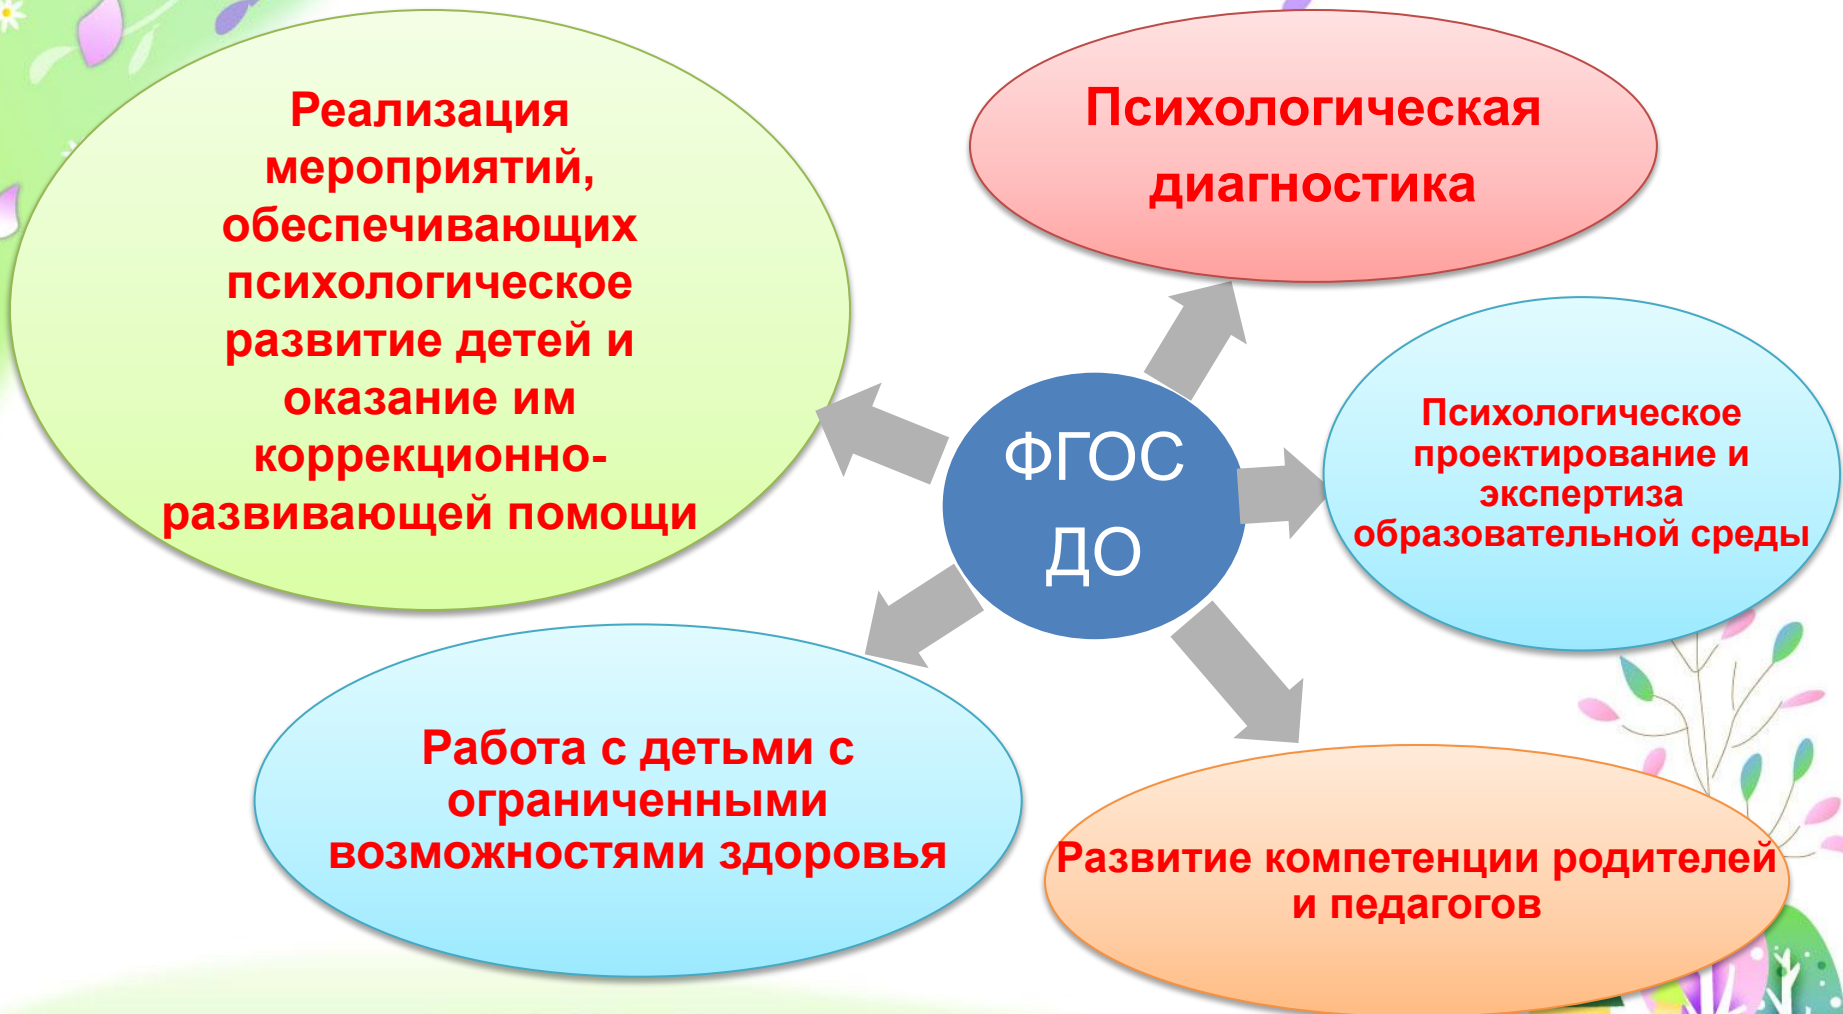 Реализация
мероприятий,
обеспечивающих
психологическое
развитие детей и
оказание им
коррекционно-
развивающей помощи
Психологическая
диагностика
Психологическое
проектирование и
экспертиза
образовательной среды
ФГОС
ДО
Работа с детьми с
ограниченными
возможностями здоровья
Развитие компетенции родителей
и педагогов